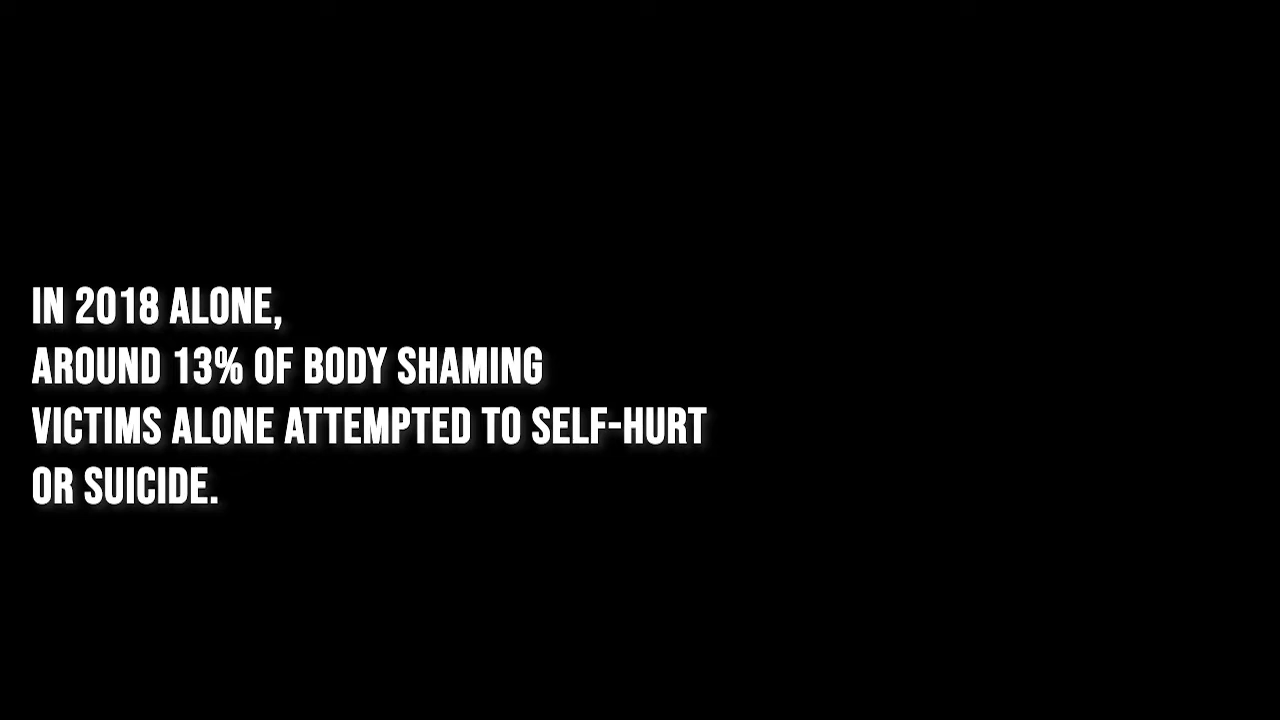 IN 2018 ALONE,
AROUND 13% OF BODY SHAMING
VICTIMS ALONE ATTEMPTED TO SELF-HURT
OR SUICIDE.